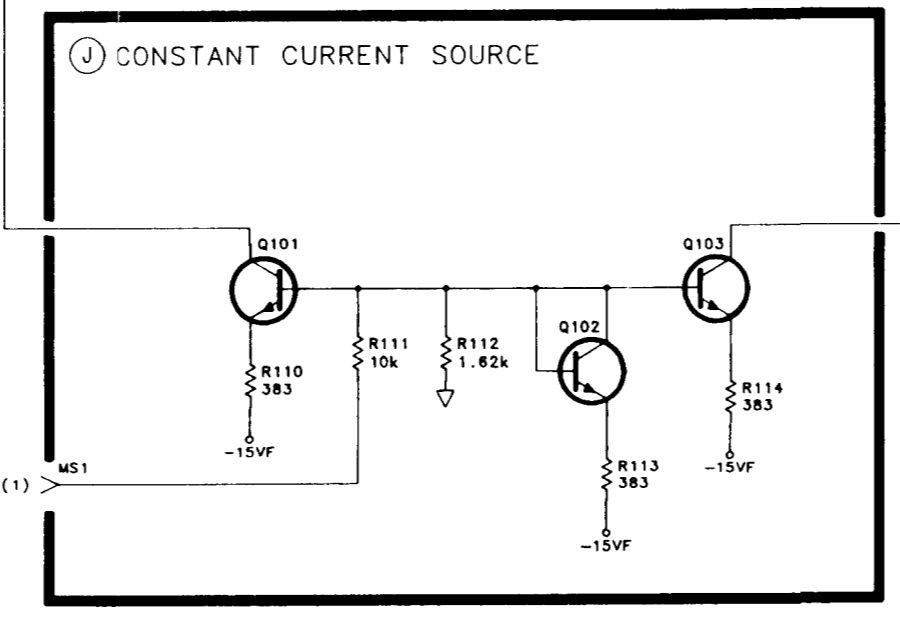 J CONSTANT CURRENT SOURCE
Q101
Q103
Q102
R111
10k
R112
1.62k
R110
383
R114
383
-15VF
-15VF
MS1
(1)
R113
383
-15VF